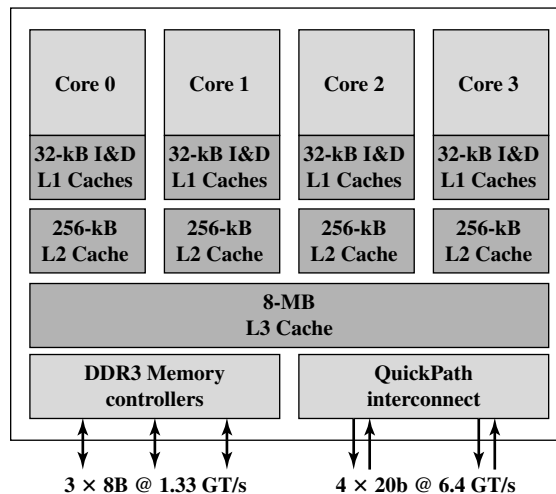 Core 0
Core 1
Core 2
Core 3
32-kB I&D
L1 Caches
32-kB I&D
L1 Caches
32-kB I&D
L1 Caches
32-kB I&D
L1 Caches
256-kB
L2 Cache
256-kB
L2 Cache
256-kB
L2 Cache
256-kB
L2 Cache
8-MB
L3 Cache
DDR3 Memory
controllers
QuickPath
interconnect
3 × 8B @ 1.33 GT/s
4 × 20b @ 6.4 GT/s